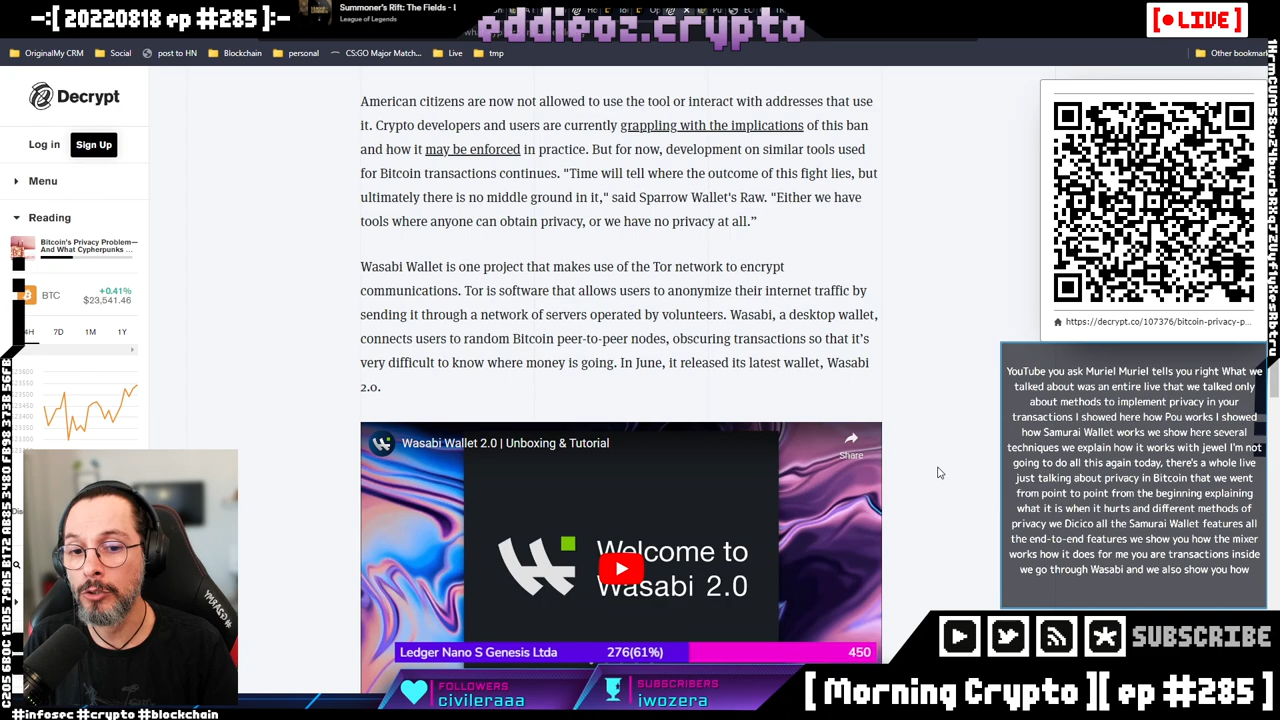 -:[ 20220818 ep #285 ]:-
Summoner's Rift: The Fields - L
League of Legends
eddieoz.crypto
[● LIVE]
OriginalMy CRM
Social
post to HN
Blockchain
personal
CS:GO Major Match...
Live
tmp
Other bookmar
Decrypt
Log in
Sign Up
Menu
Reading
Bitcoin's Privacy Problem—
And What Cypherpunks ...
BTC
+0.41%
$23,541.46
7D
1M
1Y
American citizens are now not allowed to use the tool or interact with addresses that use
it. Crypto developers and users are currently grappling with the implications of this ban
and how it may be enforced in practice. But for now, development on similar tools used
for Bitcoin transactions continues. "Time will tell where the outcome of this fight lies, but
ultimately there is no middle ground in it," said Sparrow Wallet's Raw. "Either we have
tools where anyone can obtain privacy, or we have no privacy at all.”
Wasabi Wallet is one project that makes use of the Tor network to encrypt
communications. Tor is software that allows users to anonymize their internet traffic by
sending it through a network of servers operated by volunteers. Wasabi, a desktop wallet,
connects users to random Bitcoin peer-to-peer nodes, obscuring transactions so that it’s
very difficult to know where money is going. In June, it released its latest wallet, Wasabi
2.0.
Wasabi Wallet 2.0 | Unboxing & Tutorial
Share
Welcome to
Wasabi 2.0
https://decrypt.co/107376/bitcoin-privacy-p...
YouTube you ask Muriel Muriel tells you right What we
talked about was an entire live that we talked only
about methods to implement privacy in your
transactions I showed here how Pou works I showed
how Samurai Wallet works we show here several
techniques we explain how it works with jewel I'm not
going to do all this again today, there's a whole live
just talking about privacy in Bitcoin that we went
from point to point from the beginning explaining
what it is when it hurts and different methods of
privacy we Dicico all the Samurai Wallet features all
the end-to-end features we show you how the mixer
works how it does for me you are transactions inside
we go through Wasabi and we also show you how
Ledger Nano S Genesis Ltda
276(61%)
450
FOLLOWERS
civileraaa
SUBSCRIBERS
iwozera
SUBSCRIBE
[ Morning Crypto ][ ep #285 ]
#infosec #crypto #blockchain